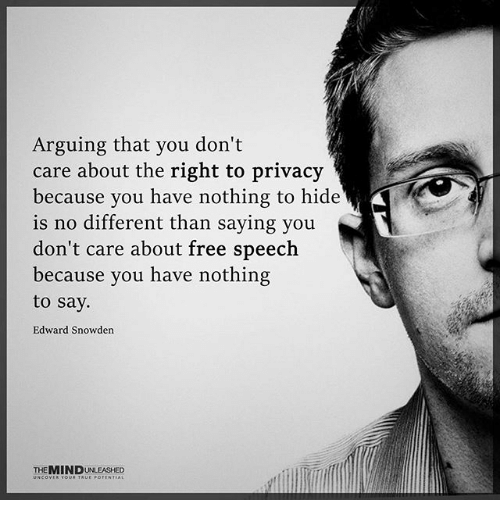 Arguing that you don't
care about the right to privacy
because you have nothing to hide
is no different than saying you
don't care about free speech
because you have nothing
to say.
Edward Snowden
THEMINDUNLEASHED
UNCOVER YOUR TRUE POTENTIAL